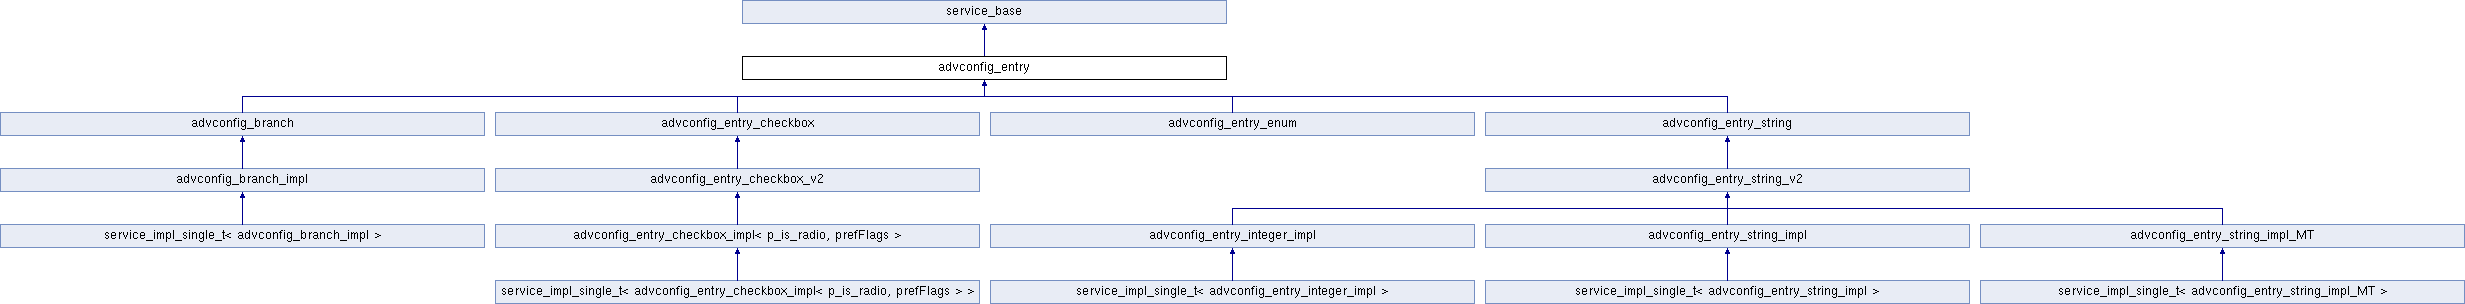 service_base
advconfig_entry
advconfig_branch
advconfig_entry_checkbox
advconfig_entry_enum
advconfig_entry_string
advconfig_branch_impl
advconfig_entry_checkbox_v2
advconfig_entry_string_v2
service_impl_single_t< advconfig_branch_impl >
advconfig_entry_checkbox_impl< p_is_radio, prefFlags >
advconfig_entry_integer_impl
advconfig_entry_string_impl
advconfig_entry_string_impl_MT
service_impl_single_t< advconfig_entry_checkbox_impl< p_is_radio, prefFlags > >
service_impl_single_t< advconfig_entry_integer_impl >
service_impl_single_t< advconfig_entry_string_impl >
service_impl_single_t< advconfig_entry_string_impl_MT >